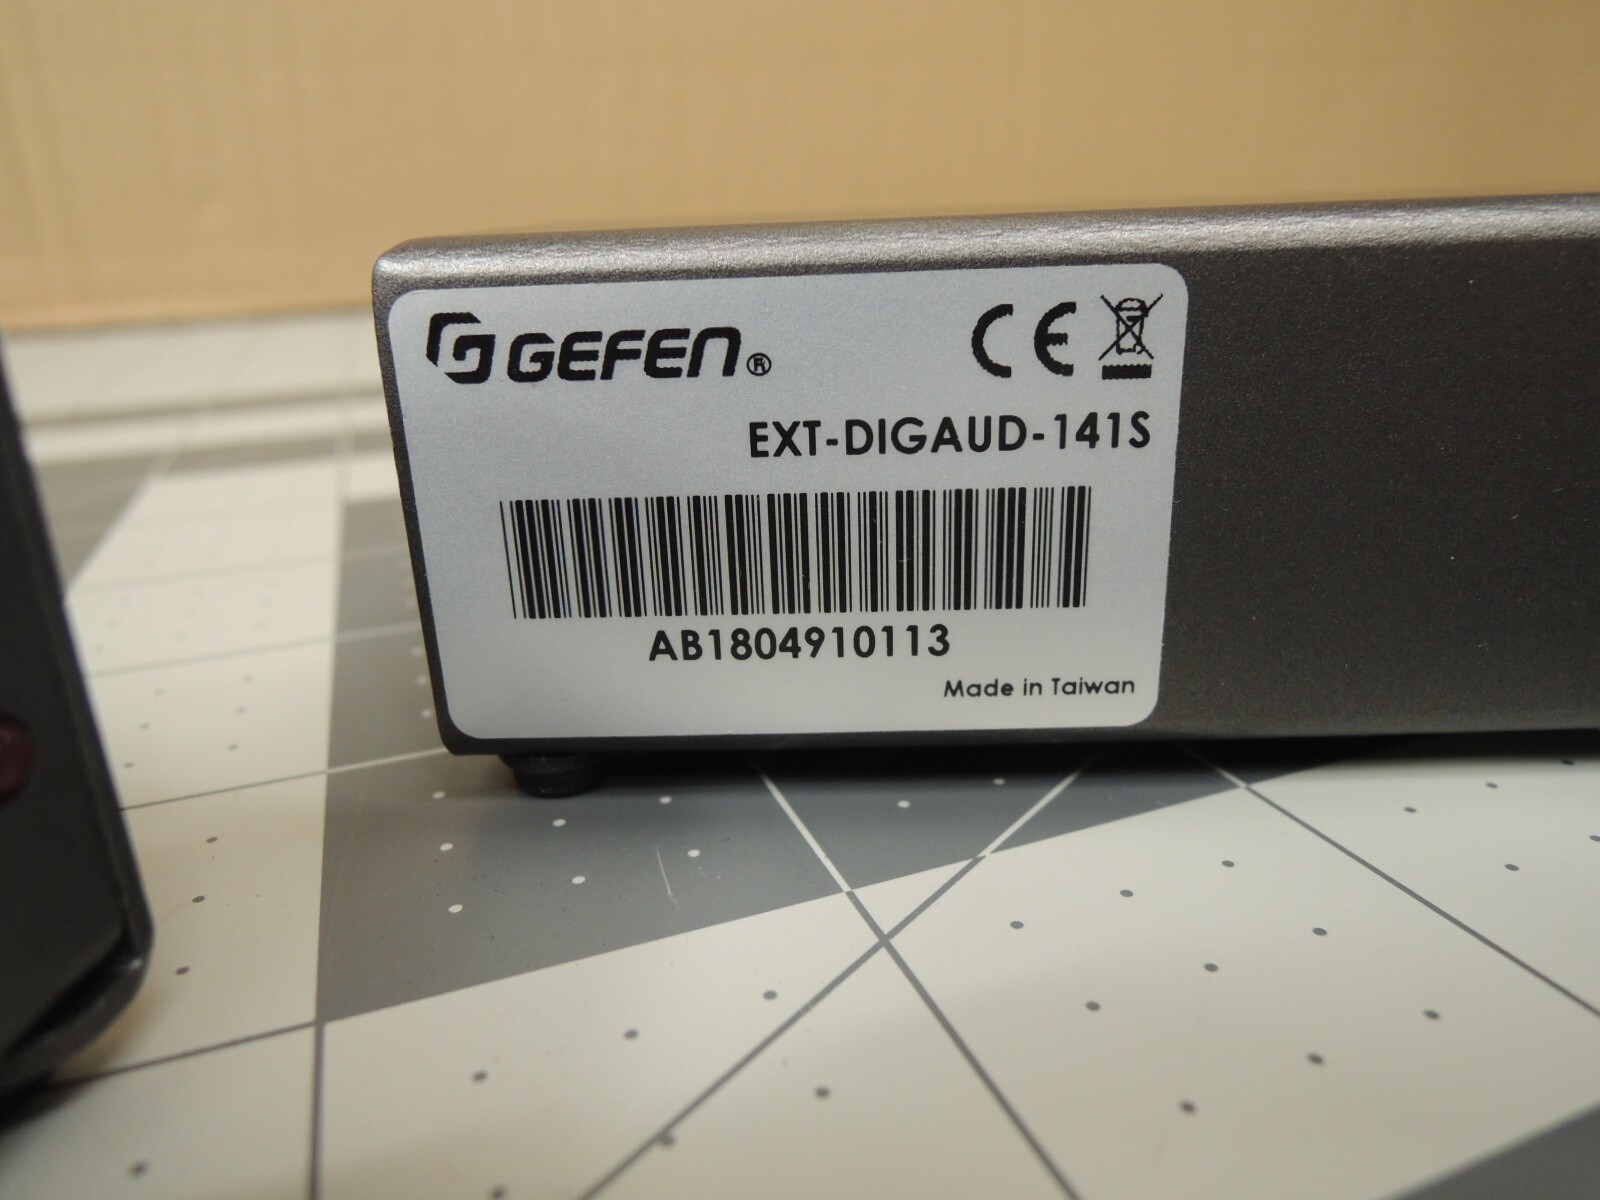 GEFEN®
CE
EXT-DIGAUD-141S
AB1804910113
Made in Taiwan